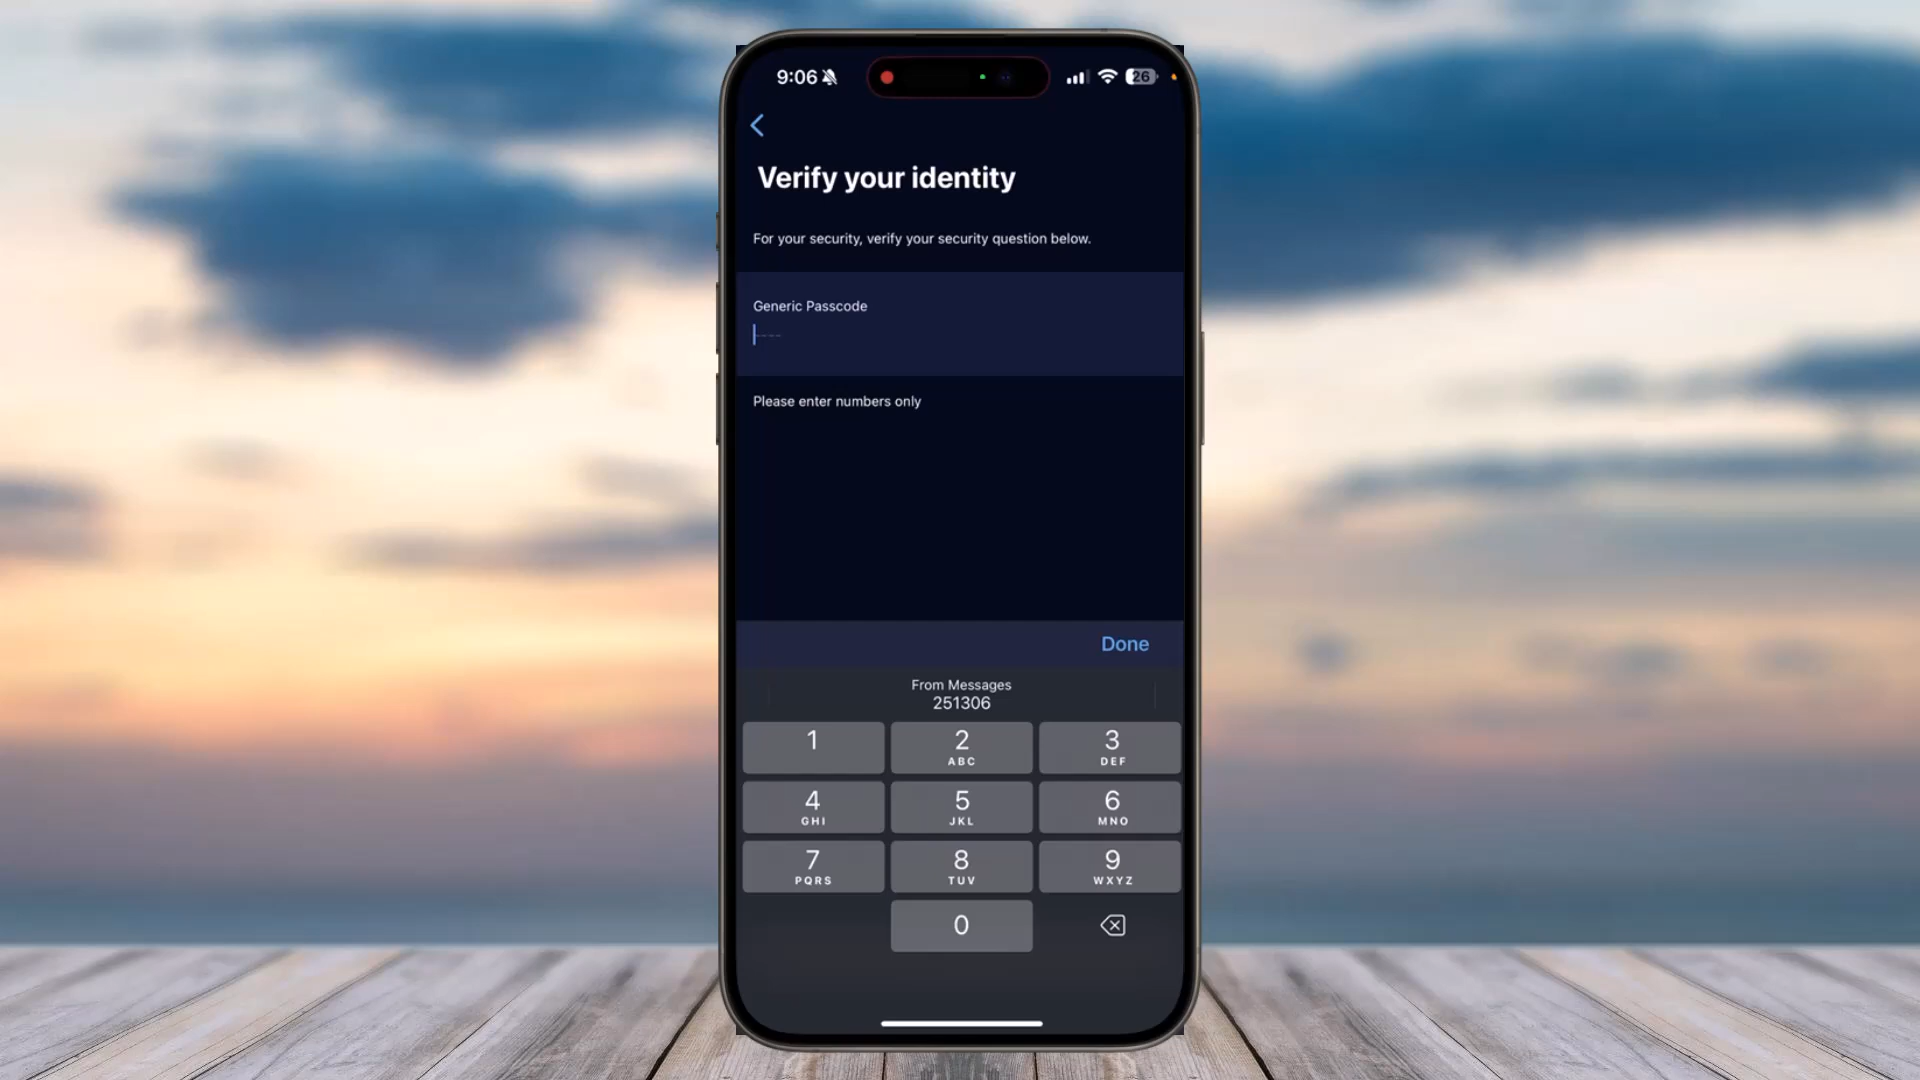 9:06
26
Verify your identity
For your security, verify your security question below.
Generic Passcode
----
Please enter numbers only
Done
From Messages
251306
1
2
ABC
3
DEF
4
GHI
5
JKL
6
MNO
7
PQRS
8
TUV
9
WXYZ
0